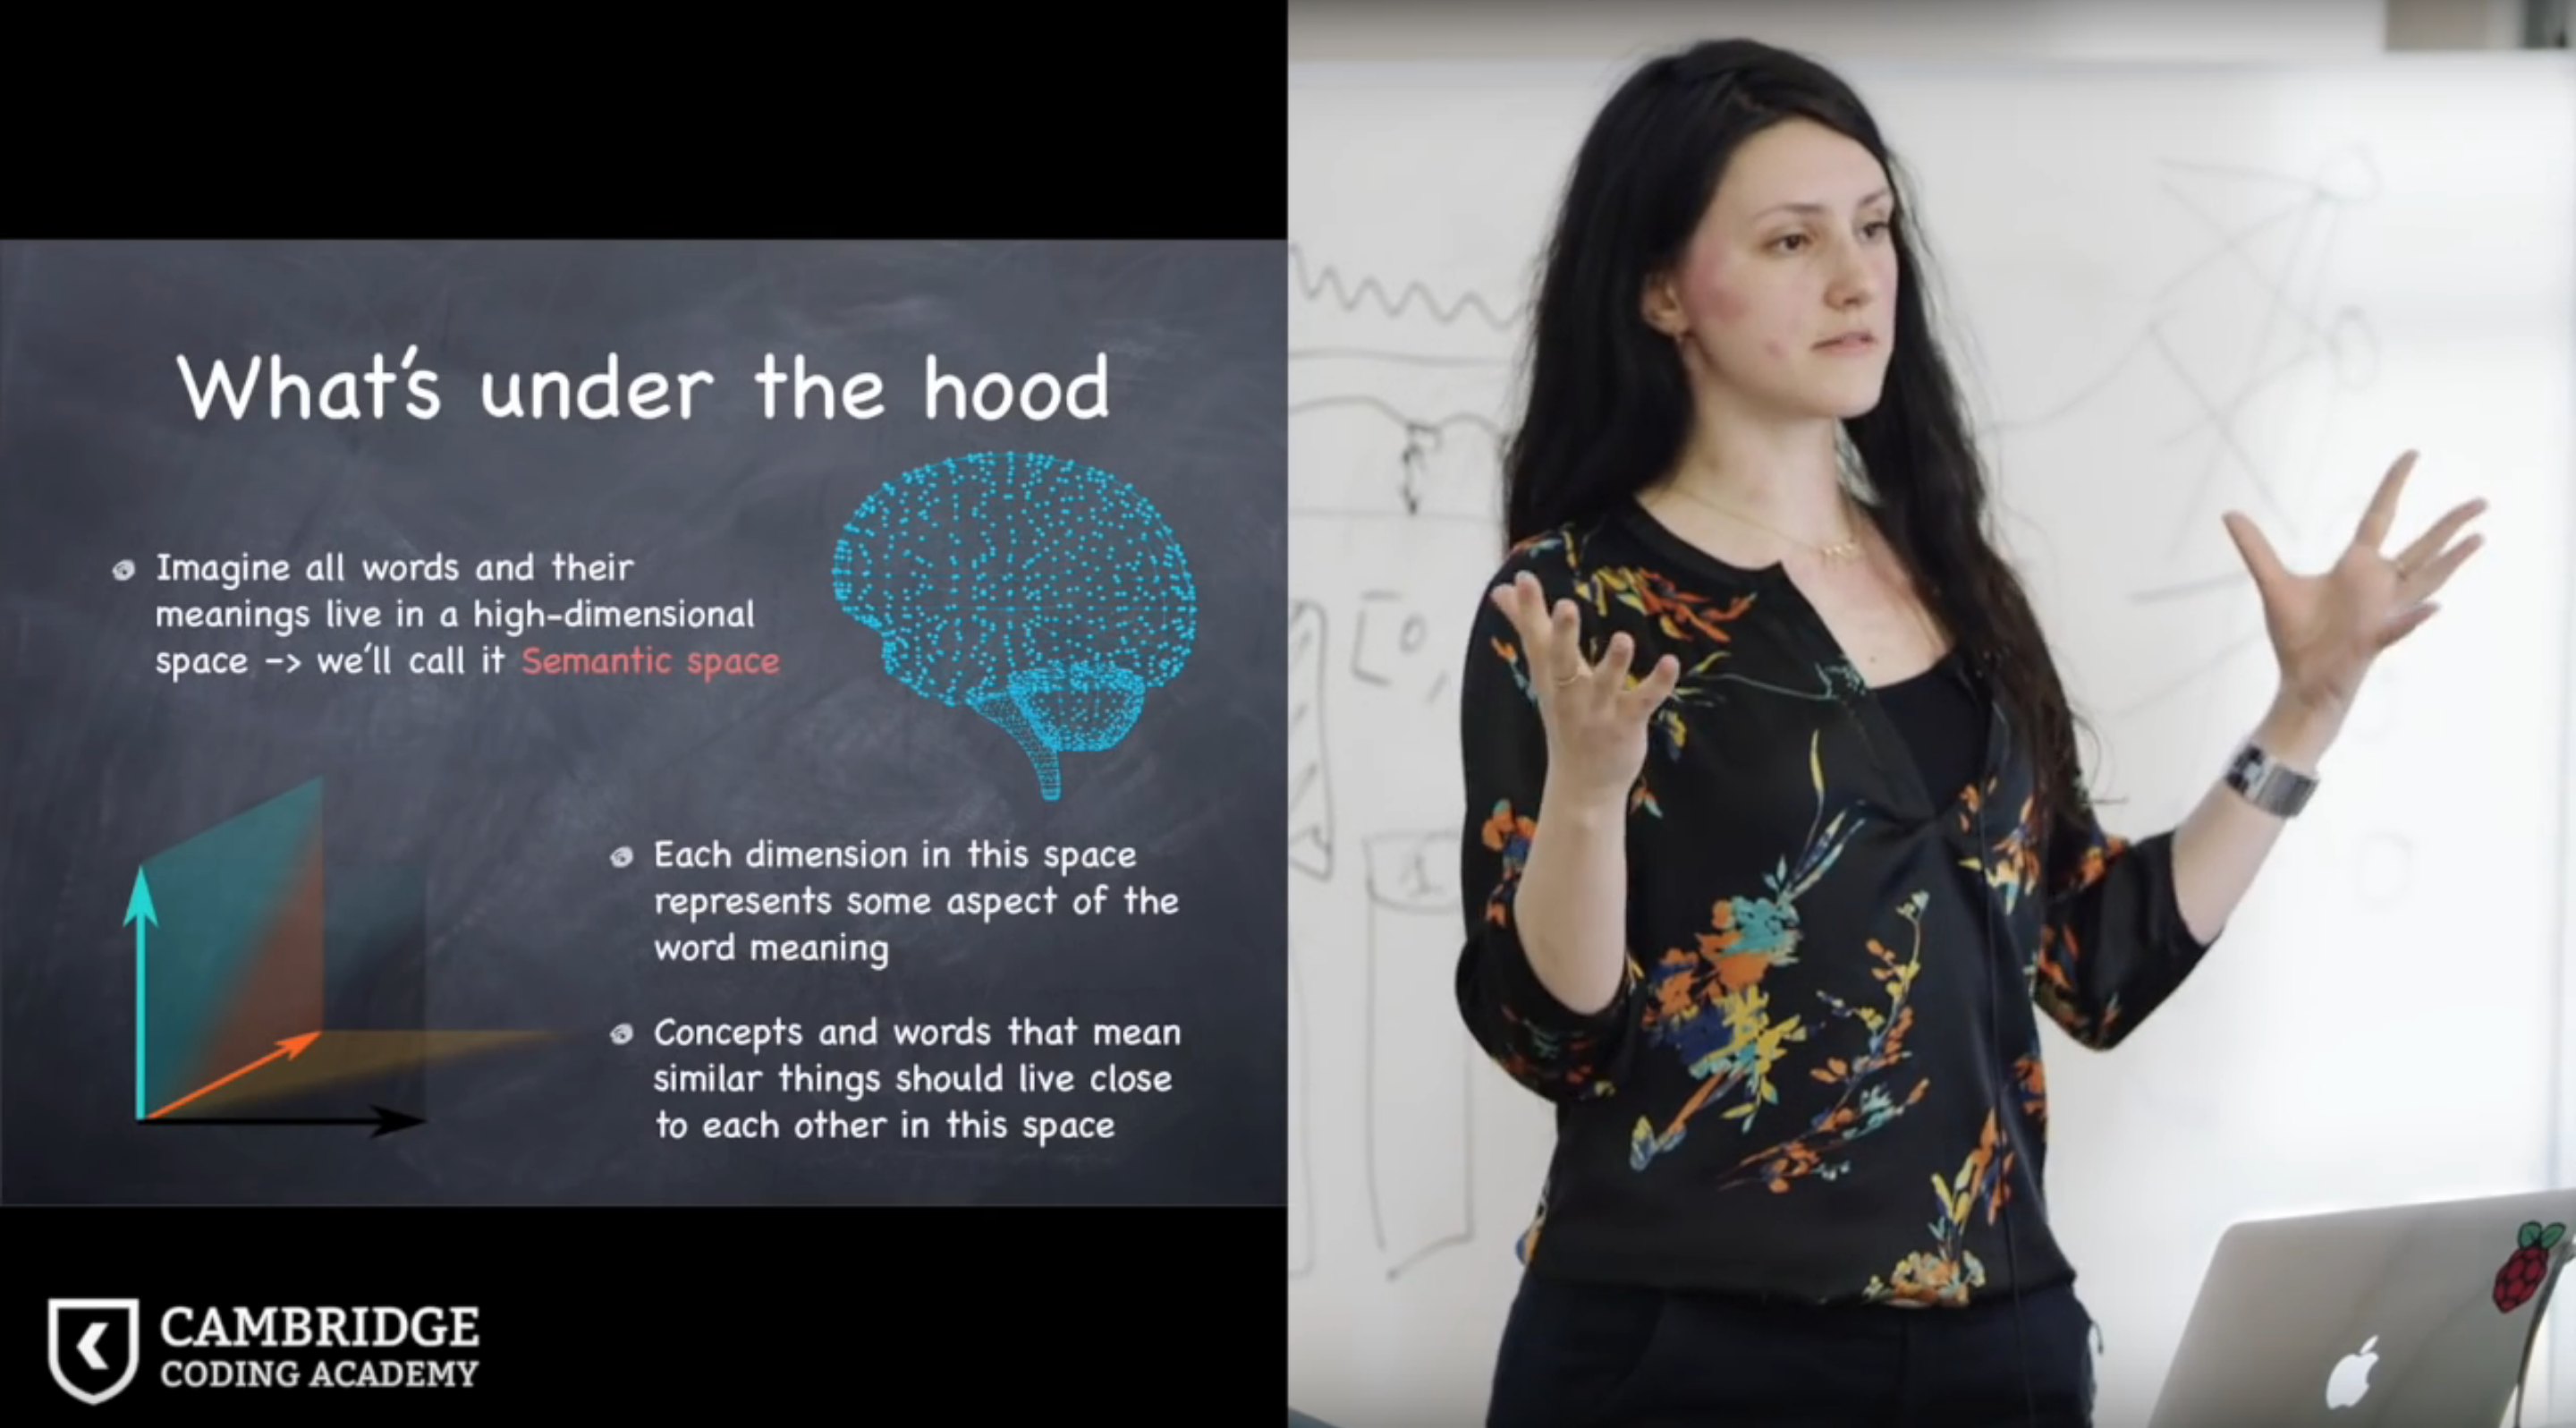 What's under the hood
Imagine all words and their
meanings live in a high-dimensional
space -> we'll call it Semantic space
Each dimension in this space
represents some aspect of the
word meaning
Concepts and words that mean
similar things should live close
to each other in this space
CAMBRIDGE
CODING ACADEMY
[0,
1